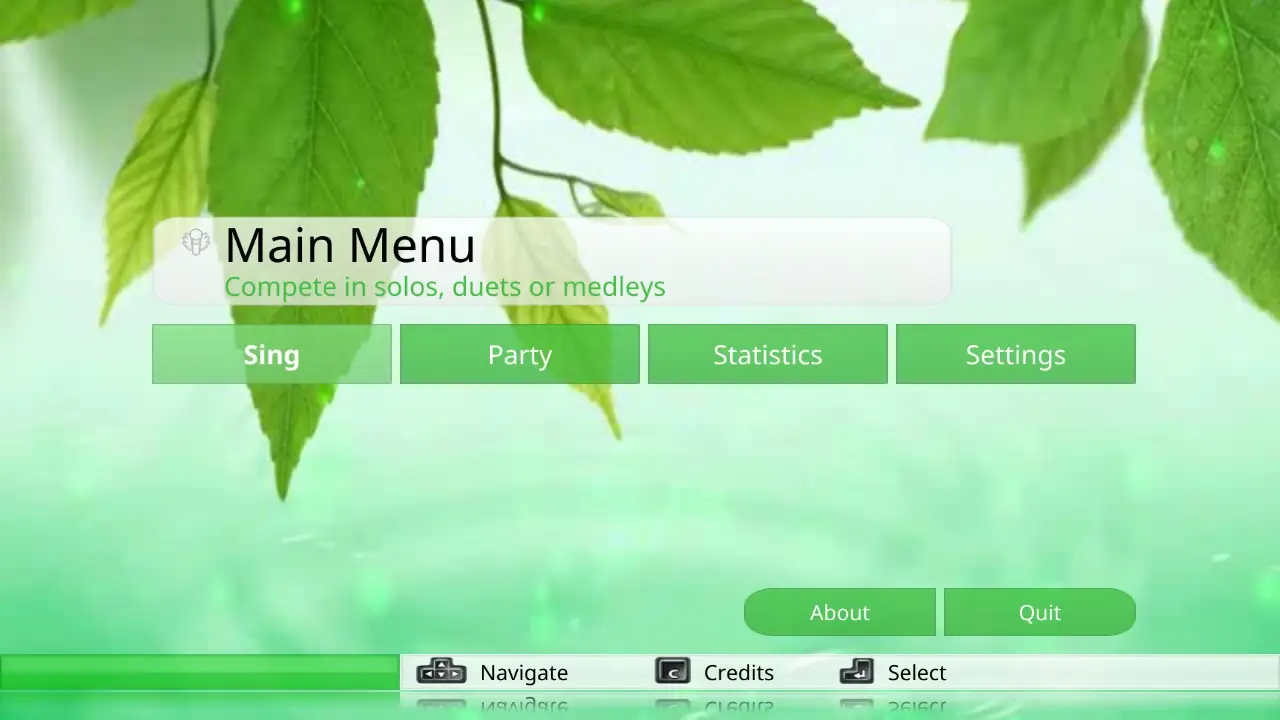 Main Menu
Compete in solos, duets or medleys
Sing Party Statistics Settings
About Quit
Navigate C Credits Select